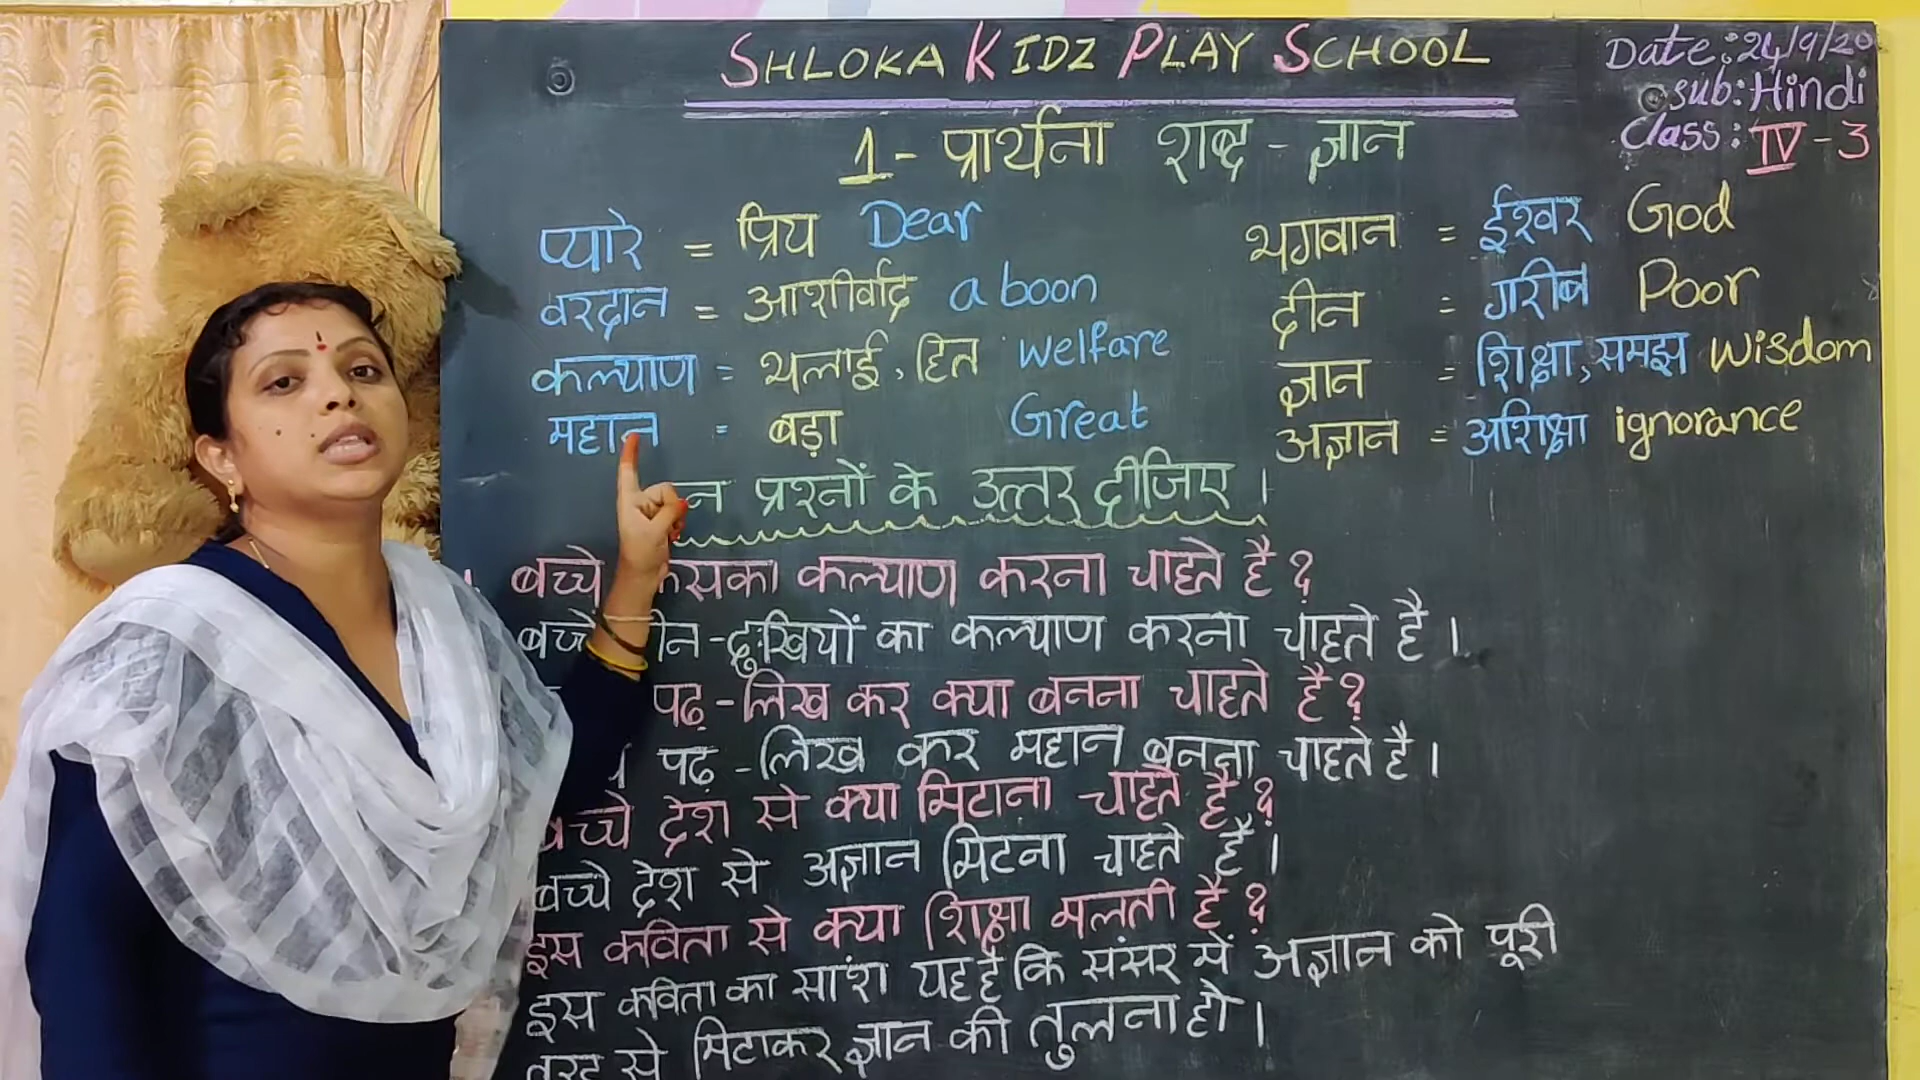 SHLOKA KIDZ PLAY SCHOOL
Date: 24/9/20
Sub: Hindi
Class: IV - 3
1 - प्रार्थना शब्द - ज्ञान
प्यारे = प्रिय Dear
वरदान = आशीर्वाद a boon
कल्याण = भलाई, हित welfare
महान = बड़ा Great
भगवान = ईश्वर God
दीन = गरीब Poor
ज्ञान = शिक्षा, समझ wisdom
अज्ञान = अशिक्षा ignorance
प्रश्नों के उत्तर दीजिए।
बच्चे कल्याण करना चाहते है?
दुःखियों का कल्याण करना चाहते है।
पढ़-लिख कर क्या बनना चाहते है?
पढ़-लिख कर महान बनना चाहते है।
बच्चे देश से क्या मिटाना चाहते है?
बच्चे देश से अज्ञान मिटना चाहते है।
इस कविता से क्या शिक्षा मलती है?
इस कविता का सांश यह है कि संसर में अज्ञान को पूरी
तरह से मिटाकर ज्ञान की तुलना हो।